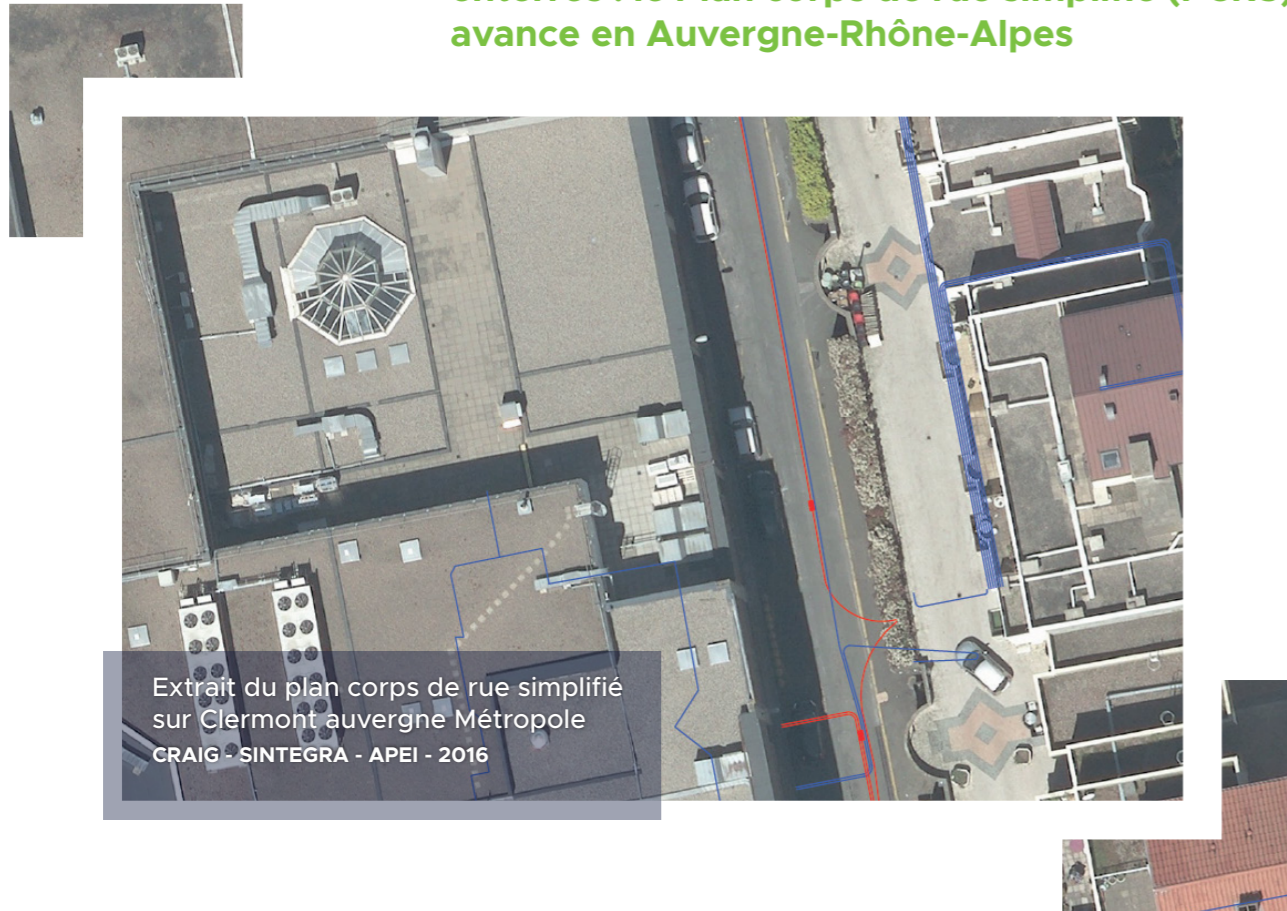 avance en Auvergne-Rhône-Alpes
Extrait du plan corps de rue simplifié
sur Clermont auvergne Métropole
CRAIG - SINTEGRA - APEI - 2016